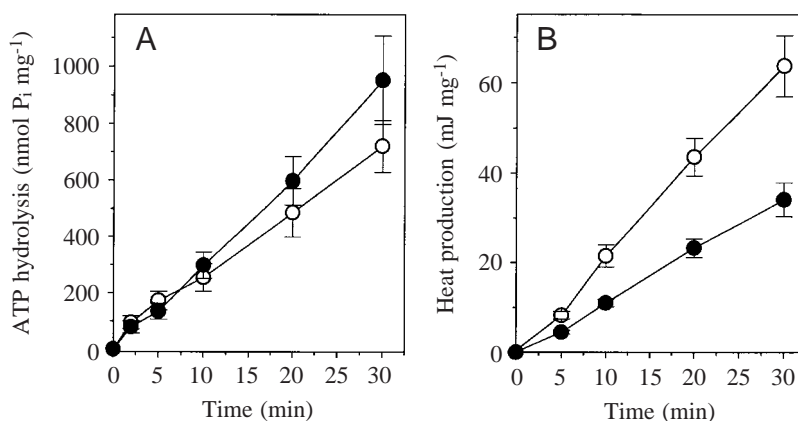 A
ATP hydrolysis (nmol Pi mg-1)
1000
800
600
400
200
0
0 5 10 15 20 25 30
Time (min)
B
Heat production (mJ mg-1)
60
40
20
0
0 5 10 15 20 25 30
Time (min)